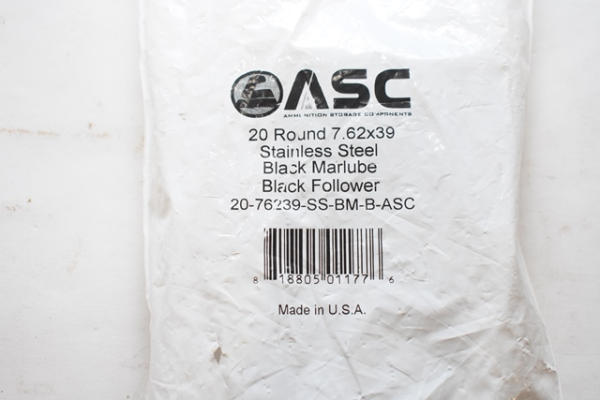 ASC
AMMUNITION STORAGE COMPONENTS
20 Round 7.62x39
Stainless Steel
Black Marlube
Black Follower
20-76239-SS-BM-B-ASC
8 18805 01177 6
Made in U.S.A.